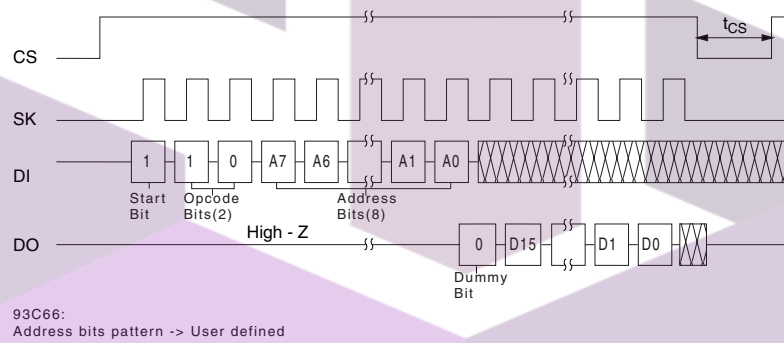 tCS
CS
SK
DI
1 1 0 A7 A6 A1 A0
Start
Bit
Opcode
Bits(2)
Address
Bits(8)
High - Z
DO
0 D15 D1 D0
Dummy
Bit
93C66:
Address bits pattern -> User defined